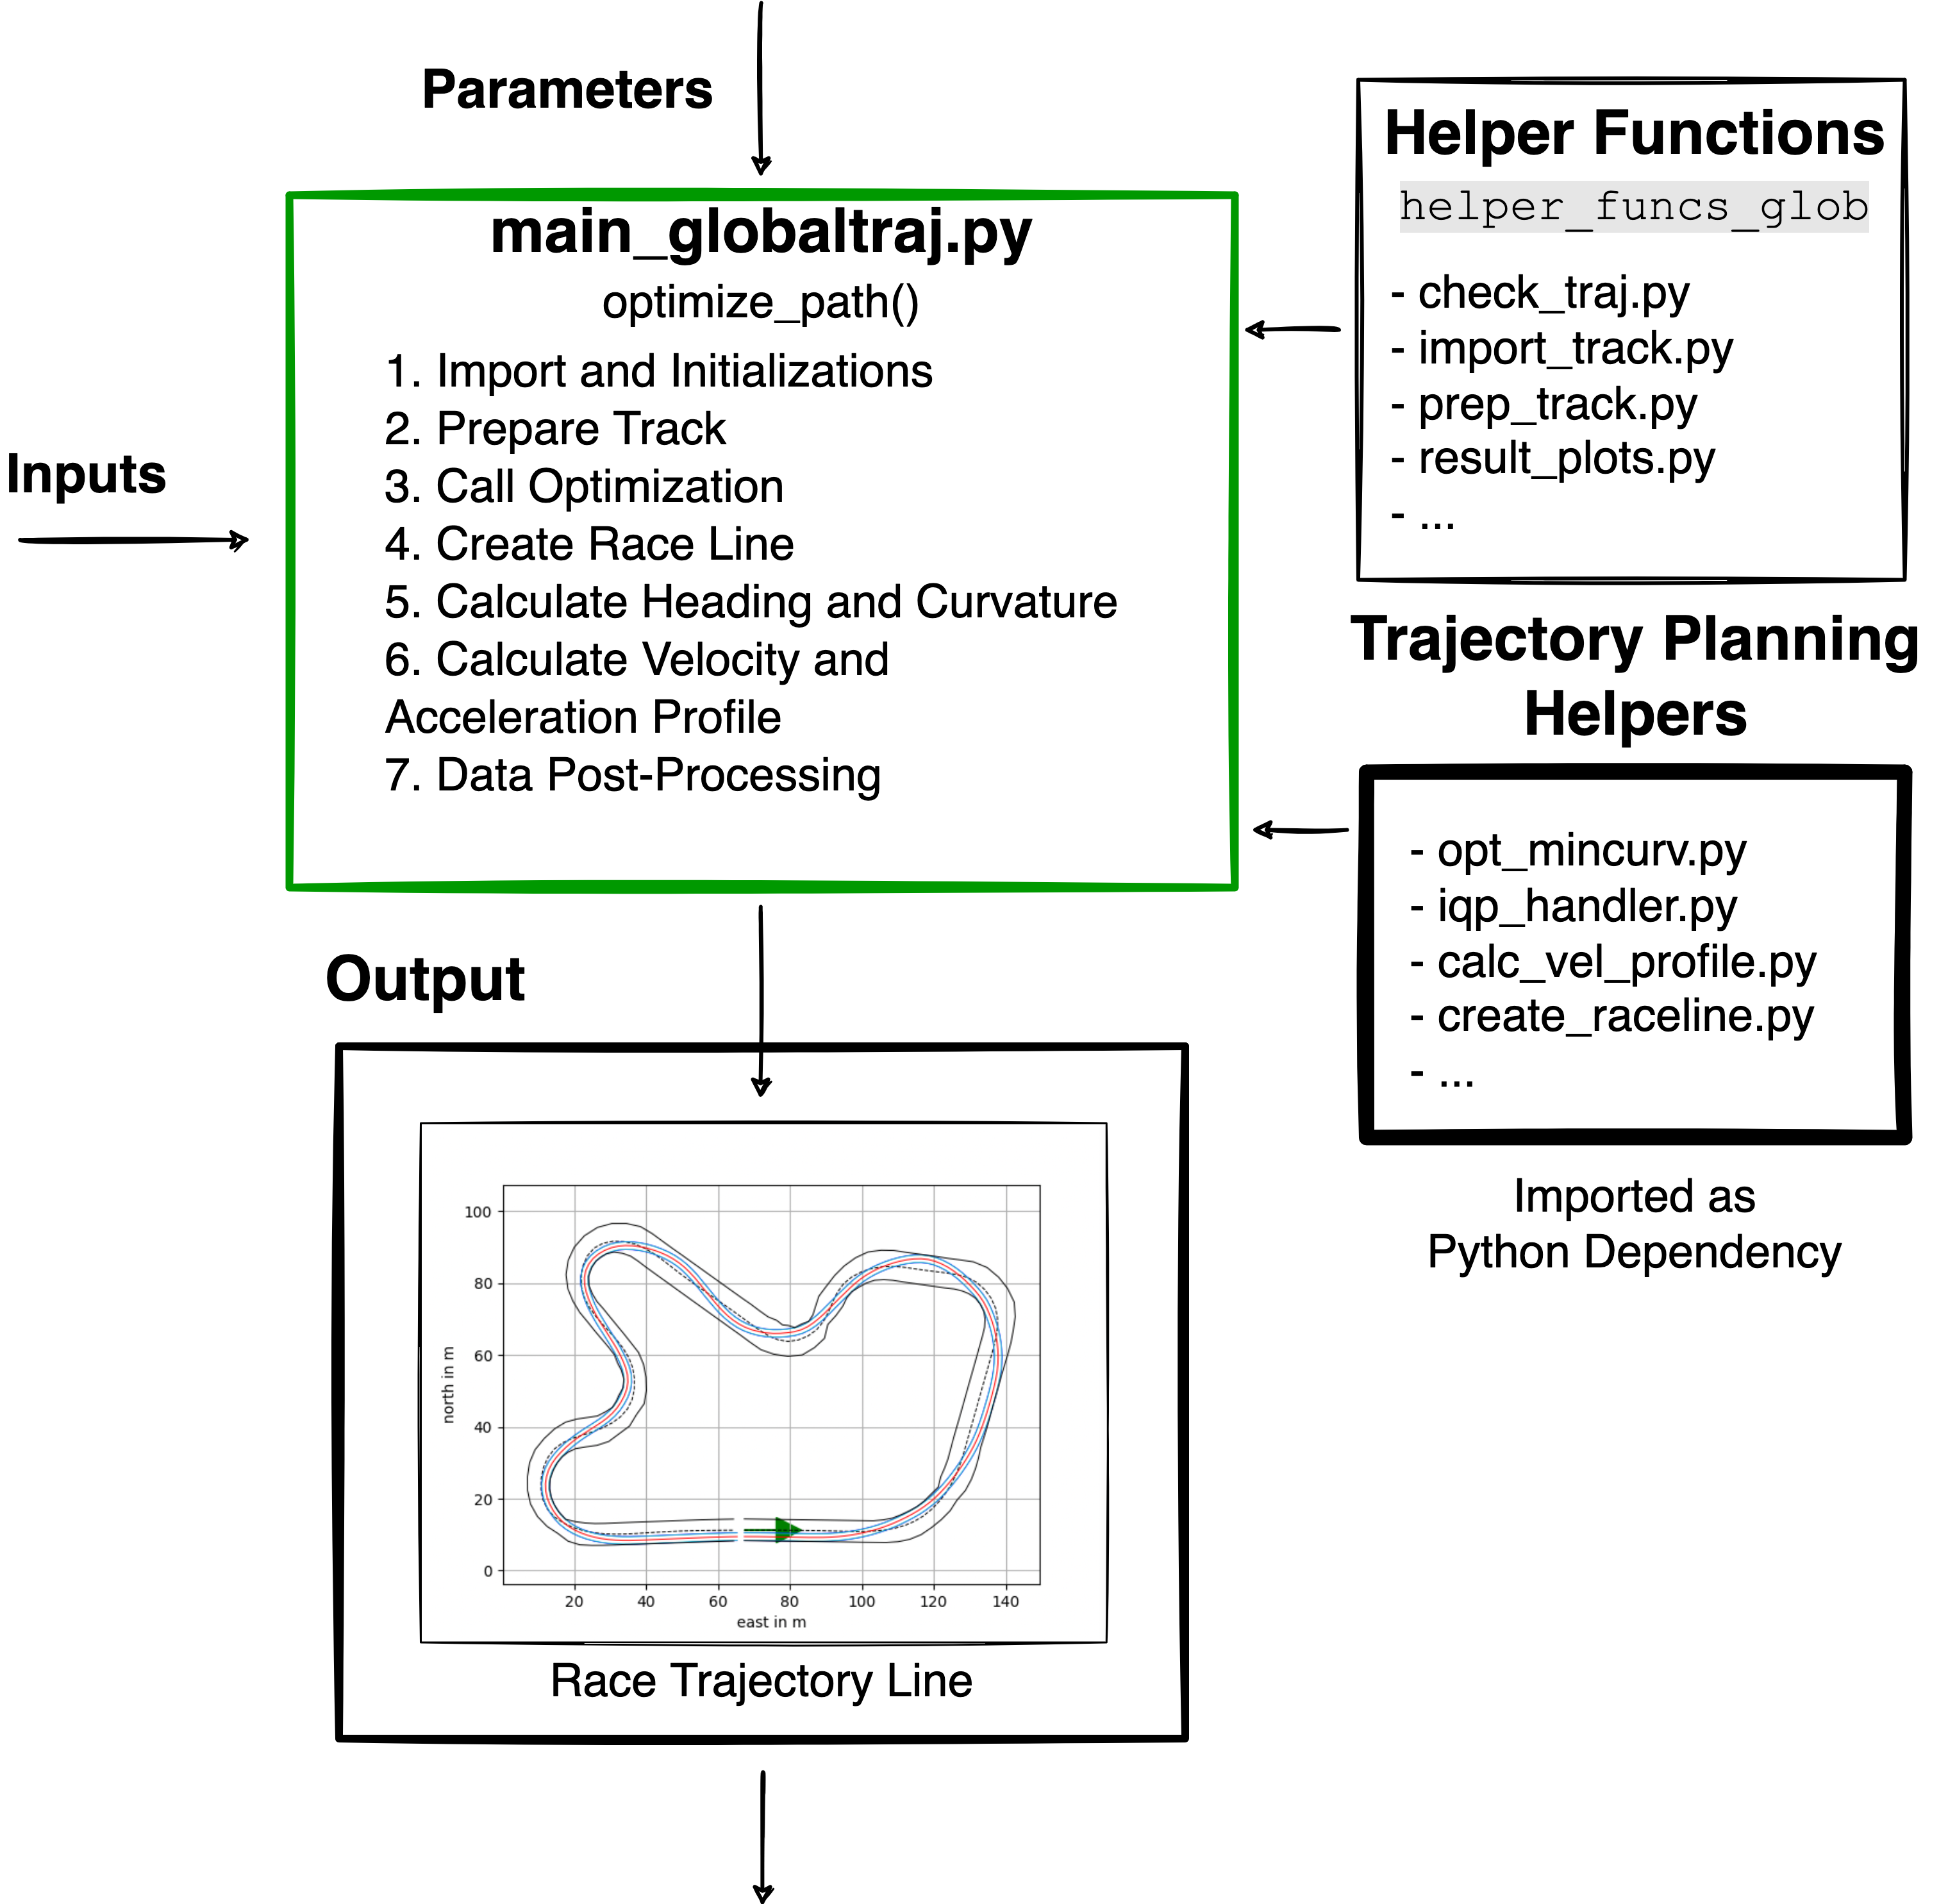 Parameters
main_globaltraj.py
optimize_path()
1. Import and Initializations
2. Prepare Track
3. Call Optimization
4. Create Race Line
5. Calculate Heading and Curvature
6. Calculate Velocity and
Acceleration Profile
7. Data Post-Processing
Inputs
Helper Functions
helper_funcs_glob
- check_traj.py
- import_track.py
- prep_track.py
- result_plots.py
- ...
Trajectory Planning
Helpers
- opt_mincurv.py
- iqp_handler.py
- calc_vel_profile.py
- create_raceline.py
- ...
Imported as
Python Dependency
Output
100
80
60
40
20
0
north in m
20 40 60 80 100 120 140
east in m
Race Trajectory Line